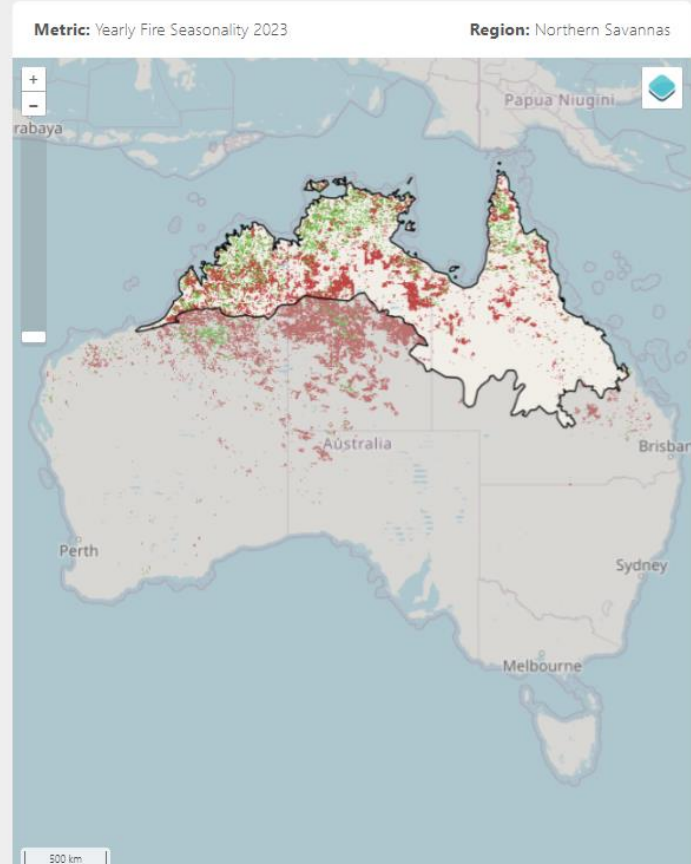 Metric: Yearly Fire Seasonality 2023
Region: Northern Savannas
+
−
rabaya
Papua Niugini
Australia
Brisban
Perth
Sydney
Melbourne
500 km